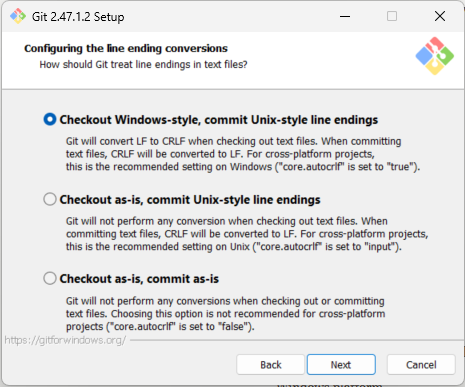 Git 2.47.1.2 Setup
Configuring the line ending conversions
How should Git treat line endings in text files?
Checkout Windows-style, commit Unix-style line endings
Git will convert LF to CRLF when checking out text files. When committing
text files, CRLF will be converted to LF. For cross-platform projects,
this is the recommended setting on Windows ("core.autocrlf" is set to "true").
Checkout as-is, commit Unix-style line endings
Git will not perform any conversion when checking out text files. When
committing text files, CRLF will be converted to LF. For cross-platform projects,
this is the recommended setting on Unix ("core.autocrlf" is set to "input").
Checkout as-is, commit as-is
Git will not perform any conversions when checking out or committing
text files. Choosing this option is not recommended for cross-platform
projects ("core.autocrlf" is set to "false").
https://gitforwindows.org/
Back
Next
Cancel